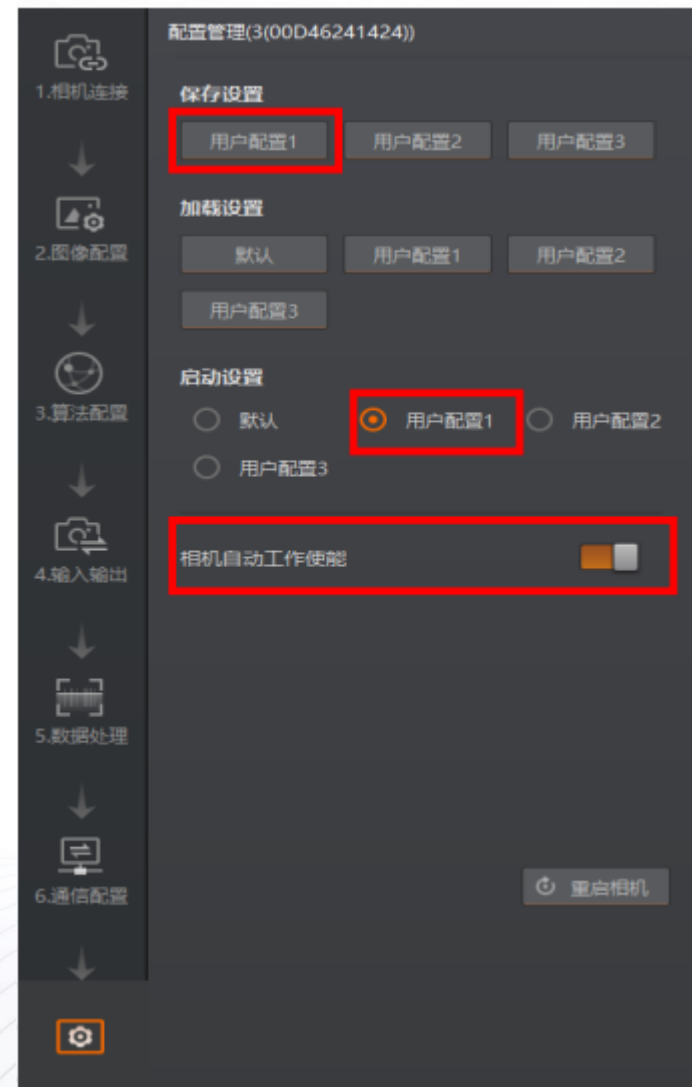 配置管理(3(00D46241424))
1.相机连接
2.图像配置
3.算法配置
4.输入输出
5.数据处理
6.通信配置
保存设置
用户配置1 用户配置2 用户配置3
加载设置
默认 用户配置1 用户配置2
用户配置3
启动设置
默认 用户配置1 用户配置2
用户配置3
相机自动工作使能
重启相机